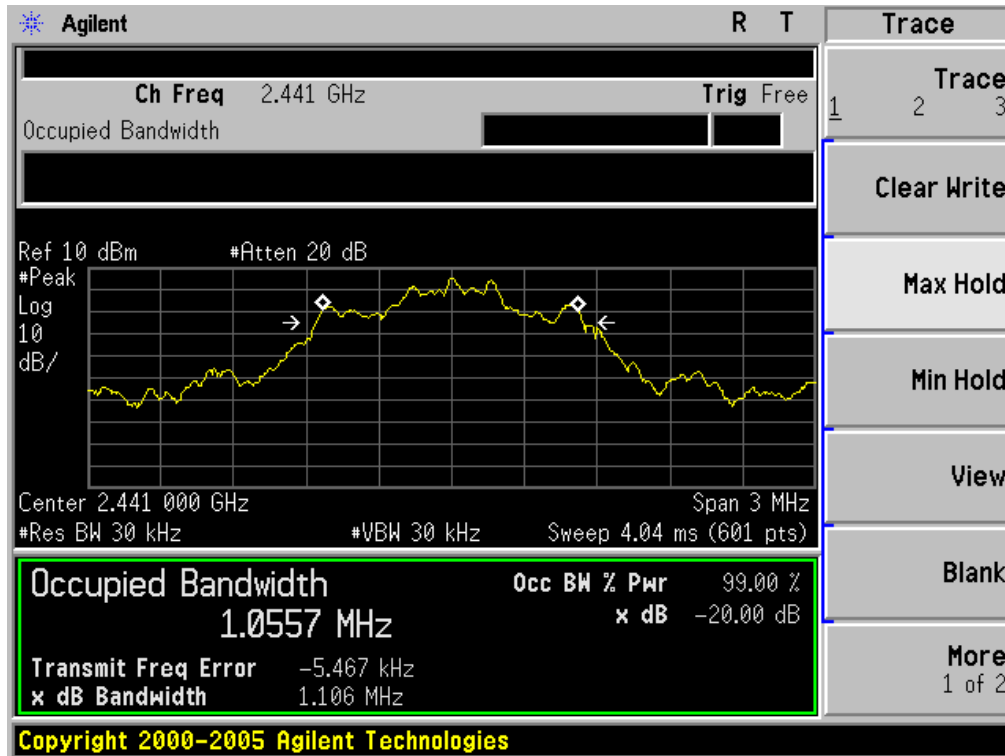 Agilent R T Trace
Ch Freq 2.441 GHz Trig Free
Occupied Bandwidth
Trace
1 2 3
Clear Write
Max Hold
Min Hold
View
Blank
More
1 of 2
Ref 10 dBm #Atten 20 dB
#Peak
Log
10
dB/
Center 2.441 000 GHz Span 3 MHz
#Res BW 30 kHz #VBW 30 kHz Sweep 4.04 ms (601 pts)
Occupied Bandwidth Occ BW % Pwr 99.00 %
1.0557 MHz x dB -20.00 dB
Transmit Freq Error -5.467 kHz
x dB Bandwidth 1.106 MHz
Copyright 2000-2005 Agilent Technologies